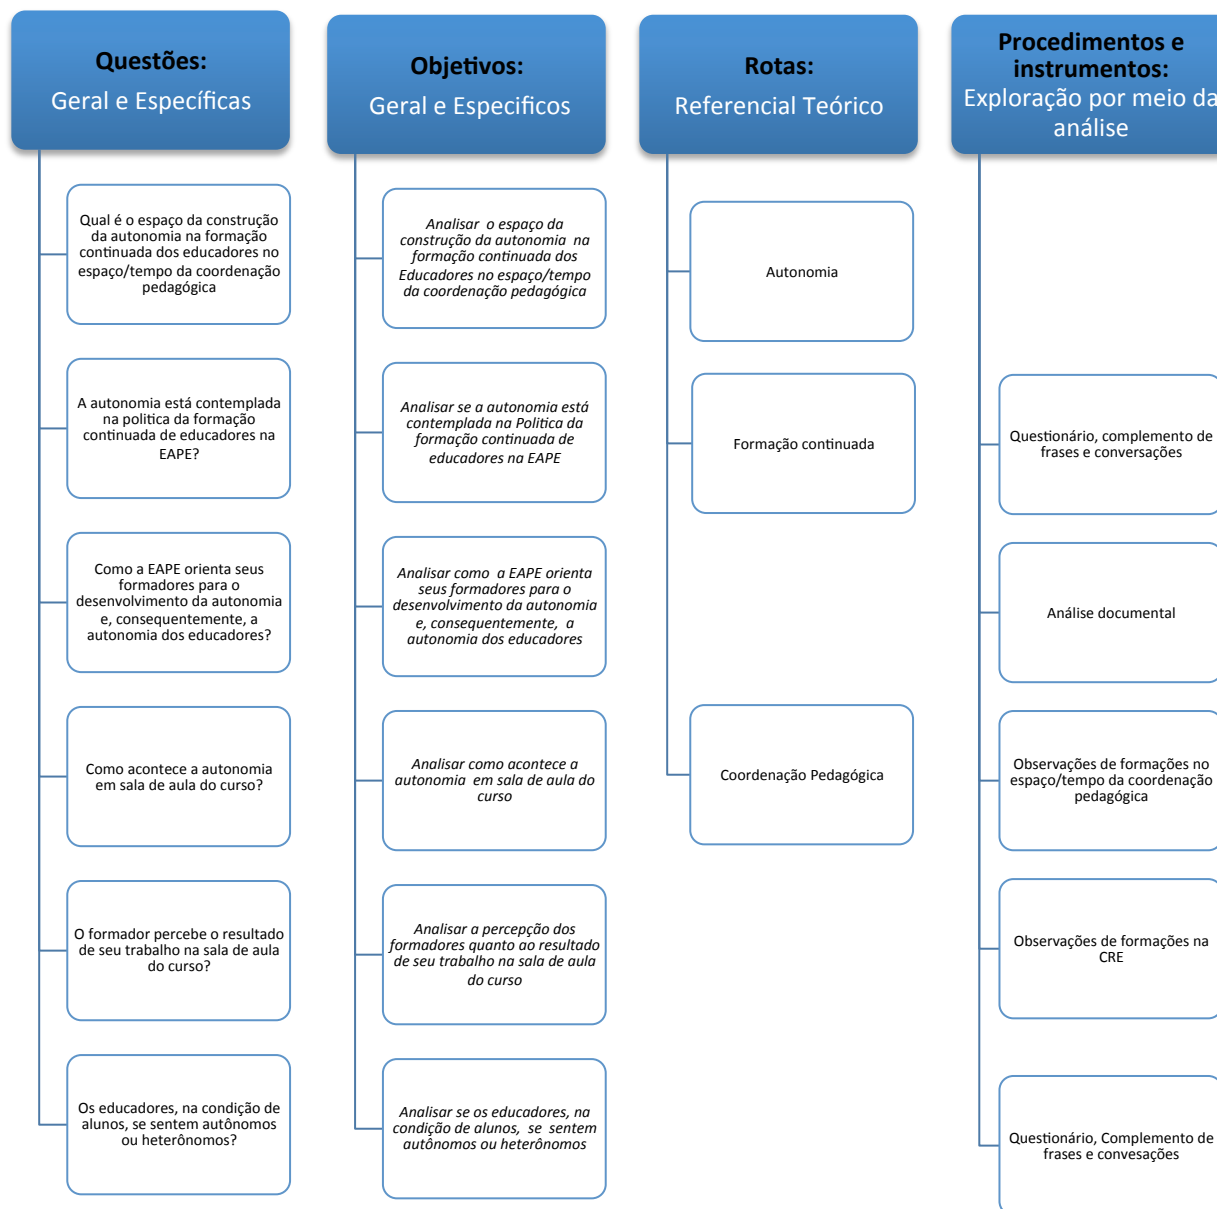 Questões:
Geral e Específicas
Qual é o espaço da construção
da autonomia na formação
continuada dos educadores no
espaço/tempo da coordenação
pedagógica
A autonomia está contemplada
na politica da formação
continuada de educadores na
EAPE?
Como a EAPE orienta seus
formadores para o
desenvolvimento da autonomia
e, consequentemente, a
autonomia dos educadores?
Como acontece a autonomia
em sala de aula do curso?
O formador percebe o resultado
de seu trabalho na sala de aula
do curso?
Os educadores, na condição de
alunos, se sentem autônomos
ou heterônomos?
Objetivos:
Geral e Especificos
Analisar o espaço da
construção da autonomia na
formação continuada dos
Educadores no espaço/tempo
da coordenação pedagógica
Analisar se a autonomia está
contemplada na Politica da
formação continuada de
educadores na EAPE
Analisar como a EAPE orienta
seus formadores para o
desenvolvimento da autonomia
e, consequentemente, a
autonomia dos educadores
Analisar como acontece a
autonomia em sala de aula do
curso
Analisar a percepção dos
formadores quanto ao resultado
de seu trabalho na sala de aula
do curso
Analisar se os educadores, na
condição de alunos, se sentem
autônomos ou heterônomos
Rotas:
Referencial Teórico
Autonomia
Formação continuada
Coordenação Pedagógica
Procedimentos e
instrumentos:
Exploração por meio da
análise
Questionário, complemento de
frases e conversações
Análise documental
Observações de formações no
espaço/tempo da coordenação
pedagógica
Observações de formações na
CRE
Questionário, Complemento de
frases e convesações